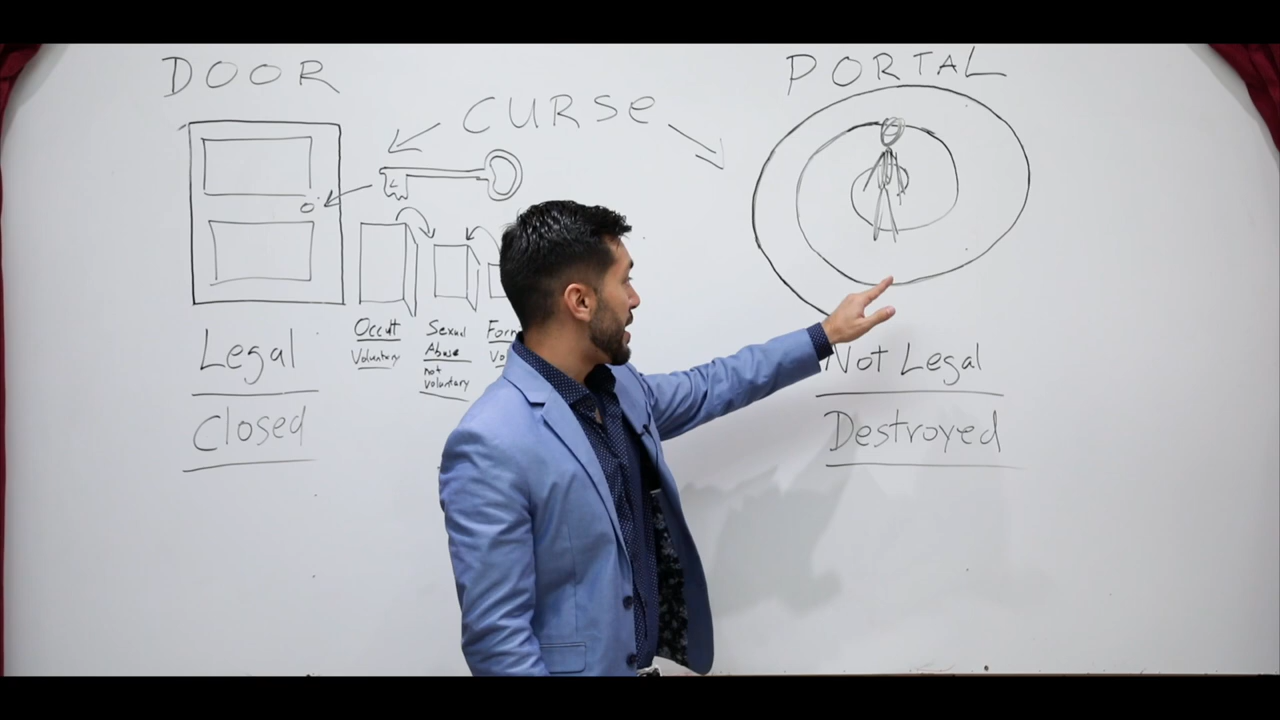 DOOR
CURSE
PORTAL
Legal
Closed
Occult
Voluntary
Sexual
Abuse
not
voluntary
Not Legal
Destroyed